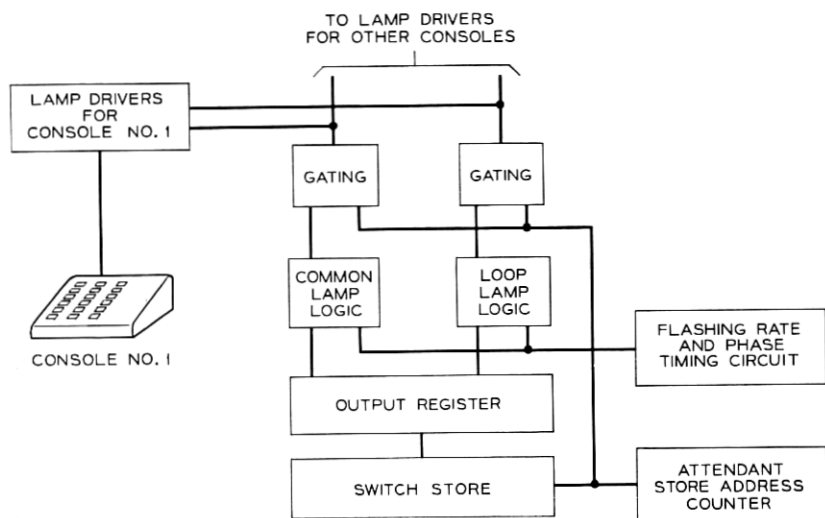 TO LAMP DRIVERS
FOR OTHER CONSOLES
LAMP DRIVERS
FOR
CONSOLE NO. 1
GATING
GATING
COMMON
LAMP
LOGIC
LOOP
LAMP
LOGIC
CONSOLE NO. 1
FLASHING RATE
AND PHASE
TIMING CIRCUIT
OUTPUT REGISTER
SWITCH STORE
ATTENDANT
STORE ADDRESS
COUNTER